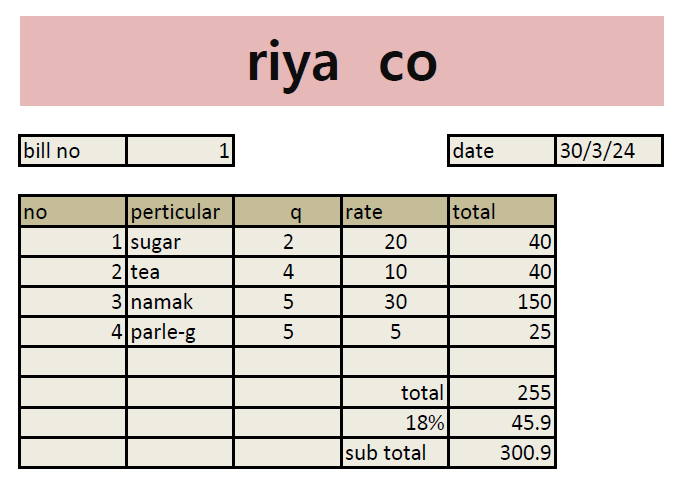 riya co
bill no 1 date 30/3/24
no perticular q rate total
1 sugar 2 20 40
2 tea 4 10 40
3 namak 5 30 150
4 parle-g 5 5 25
total 255
18% 45.9
sub total 300.9